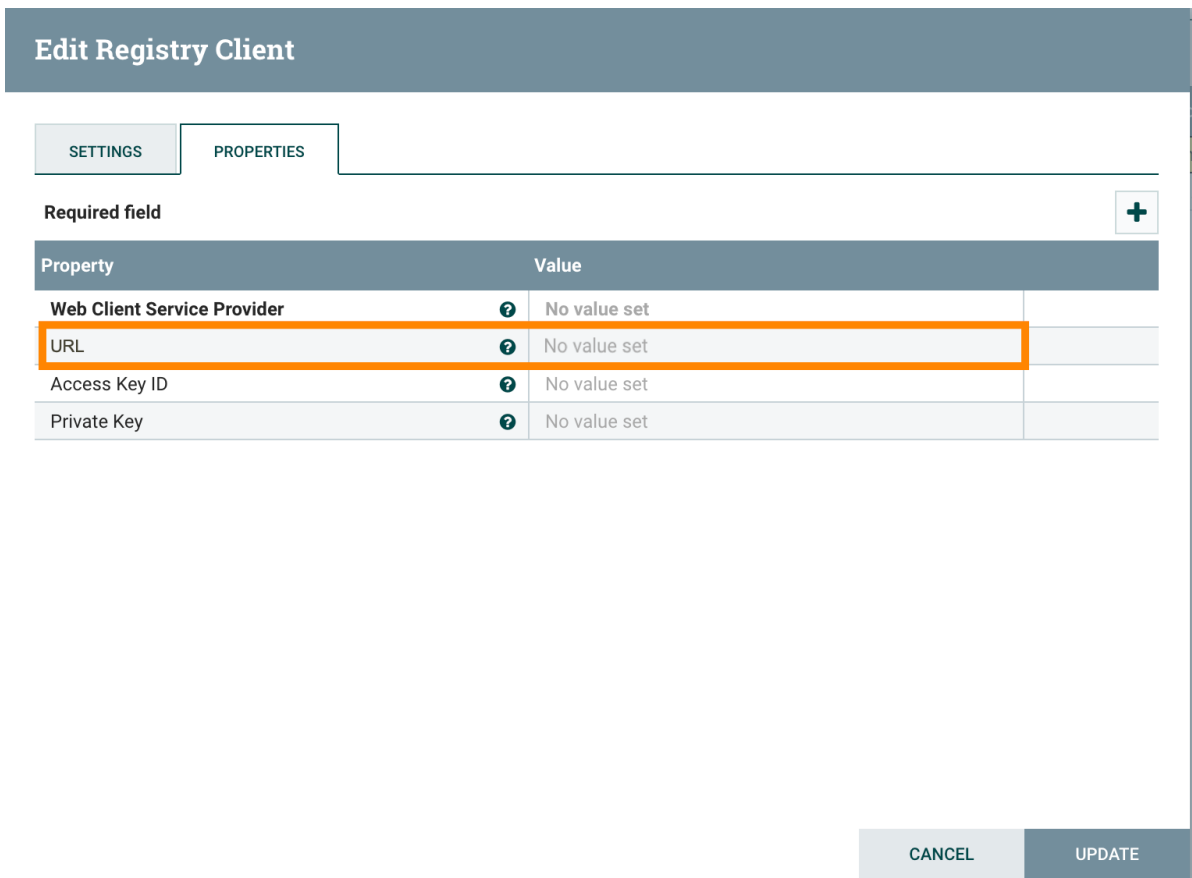 Edit Registry Client
SETTINGS PROPERTIES
Required field
Property Value
Web Client Service Provider No value set
URL No value set
Access Key ID No value set
Private Key No value set
CANCEL UPDATE